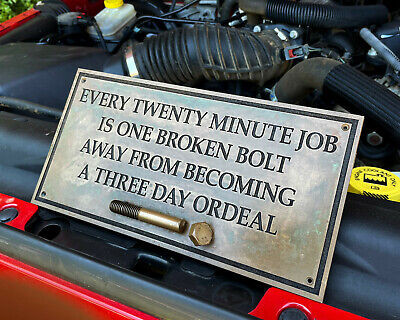 EVERY TWENTY MINUTE JOB
IS ONE BROKEN BOLT
AWAY FROM BECOMING
A THREE DAY ORDEAL